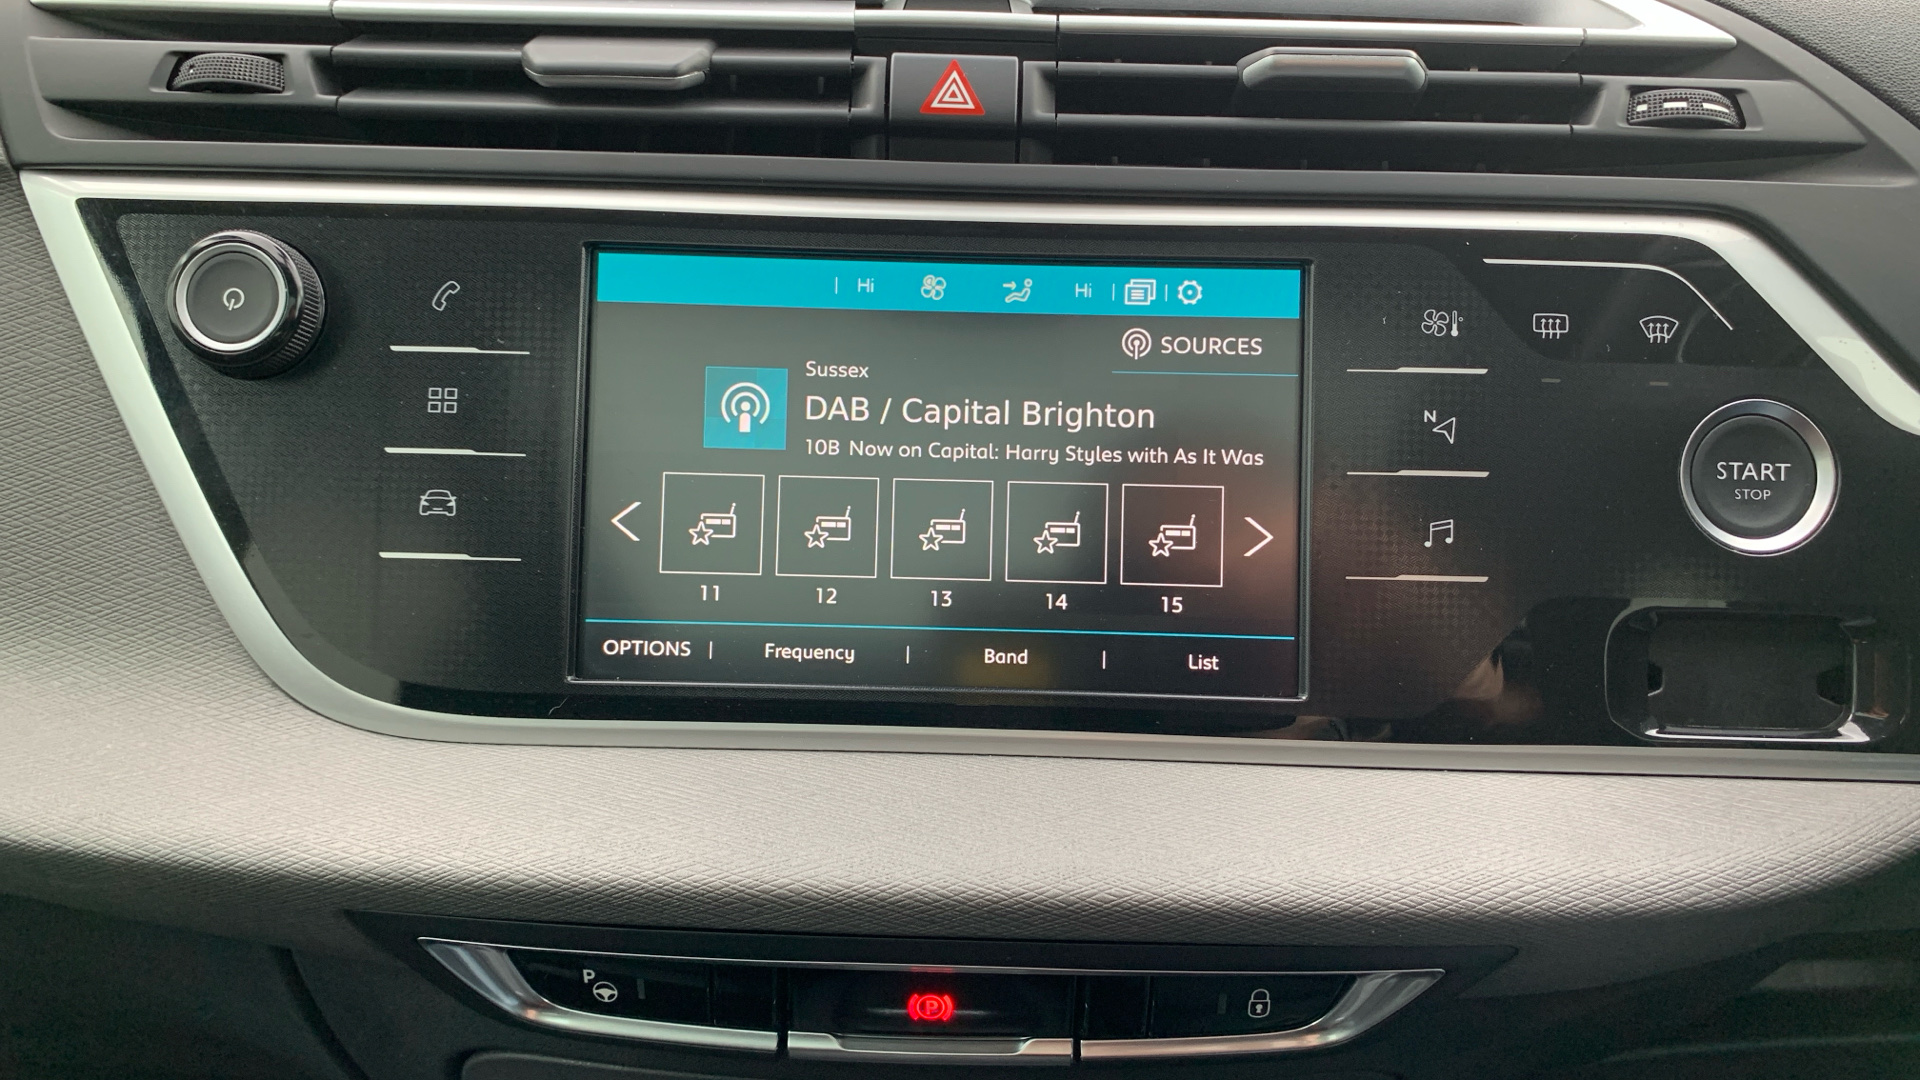 Hi Hi
SOURCES
Sussex
DAB / Capital Brighton
10B Now on Capital: Harry Styles with As It Was
11 12 13 14 15
OPTIONS | Frequency | Band | List
N
START
STOP
P
P